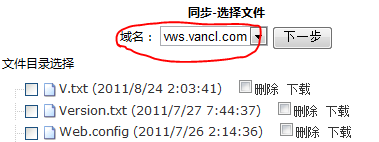 同步-选择文件
域名： vws.vancl.com 下一步
文件目录选择
V.txt (2011/8/24 2:03:41) 删除 下载
Version.txt (2011/7/27 7:44:37) 删除 下载
Web.config (2011/7/26 2:14:36) 删除 下载